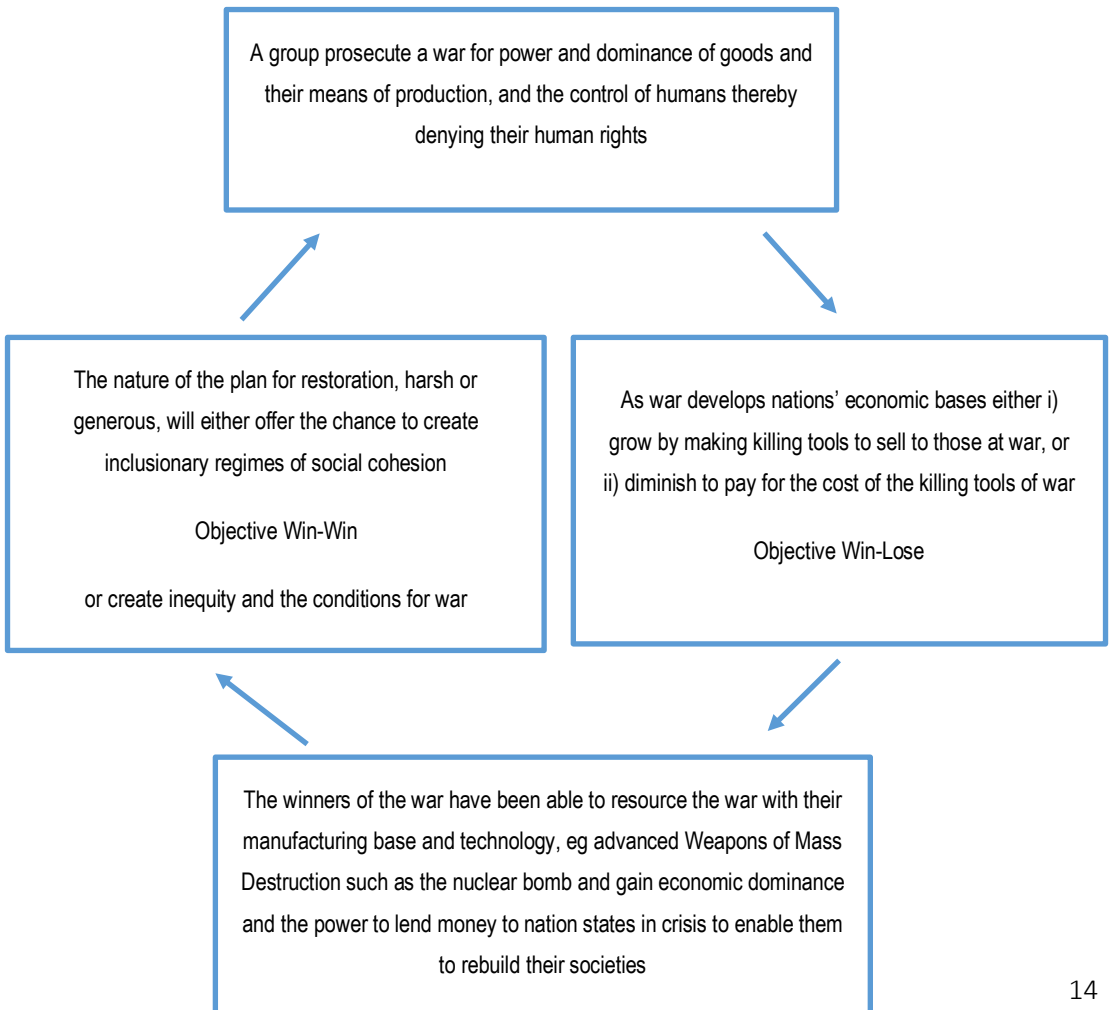 A group prosecute a war for power and dominance of goods and
their means of production, and the control of humans thereby
denying their human rights
The nature of the plan for restoration, harsh or
generous, will either offer the chance to create
inclusionary regimes of social cohesion
Objective Win-Win
or create inequity and the conditions for war
As war develops nations’ economic bases either i)
grow by making killing tools to sell to those at war, or
ii) diminish to pay for the cost of the killing tools of war
Objective Win-Lose
The winners of the war have been able to resource the war with their
manufacturing base and technology, eg advanced Weapons of Mass
Destruction such as the nuclear bomb and gain economic dominance
and the power to lend money to nation states in crisis to enable them
to rebuild their societies
14